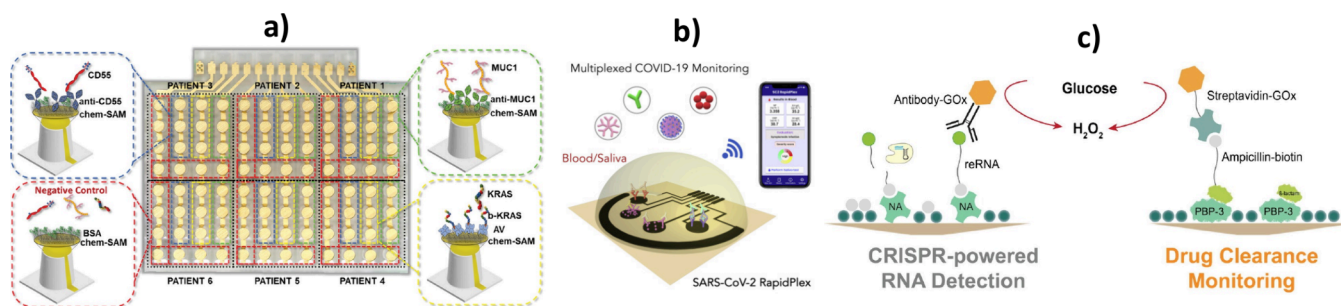 a)
CD55
anti-CD55
chem-SAM
Negative Control
BSA
chem-SAM
PATIENT 3
PATIENT 2
PATIENT 1
PATIENT 6
PATIENT 5
PATIENT 4
MUC1
anti-MUC1
chem-SAM
KRAS
b-KRAS
AV
chem-SAM
b)
Multiplexed COVID-19 Monitoring
Blood/Saliva
SARS-CoV-2 RapidPlex
c)
Antibody-GOx
Glucose
H₂O₂
Streptavidin-GOx
reRNA
Ampicillin-biotin
NA
NA
β-lactam
PBP-3
PBP-3
CRISPR-powered
RNA Detection
Drug Clearance
Monitoring